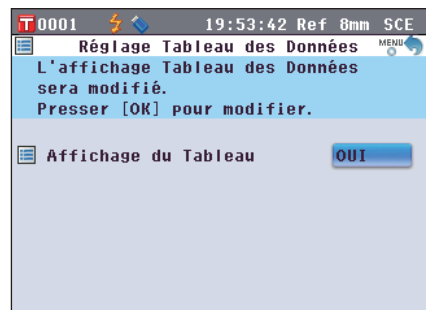 T0001 19:53:42 Ref 8mm SCE
Réglage Tableau des Données MENU
L'affichage Tableau des Données
sera modifié.
Presser [OK] pour modifier.
Affichage du Tableau OUI